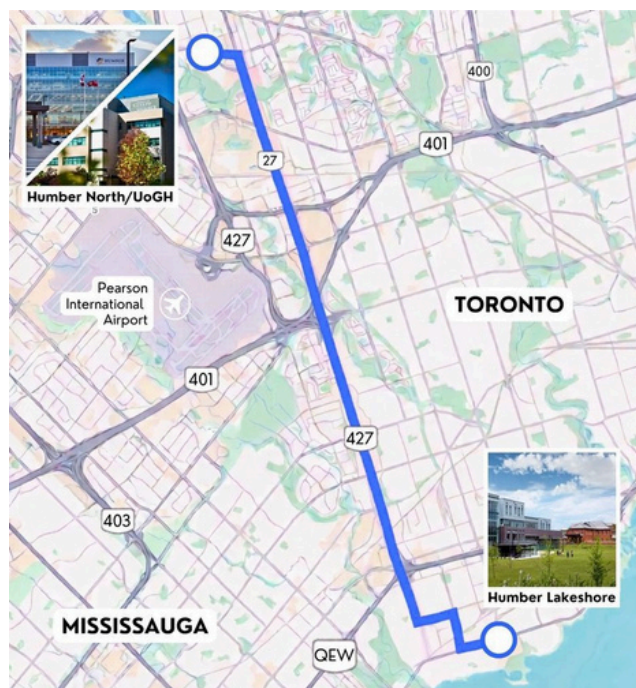 Humber North/UoGH
400
401
27
427
Pearson
International
Airport
TORONTO
401
427
403
Humber Lakeshore
MISSISSAUGA
QEW